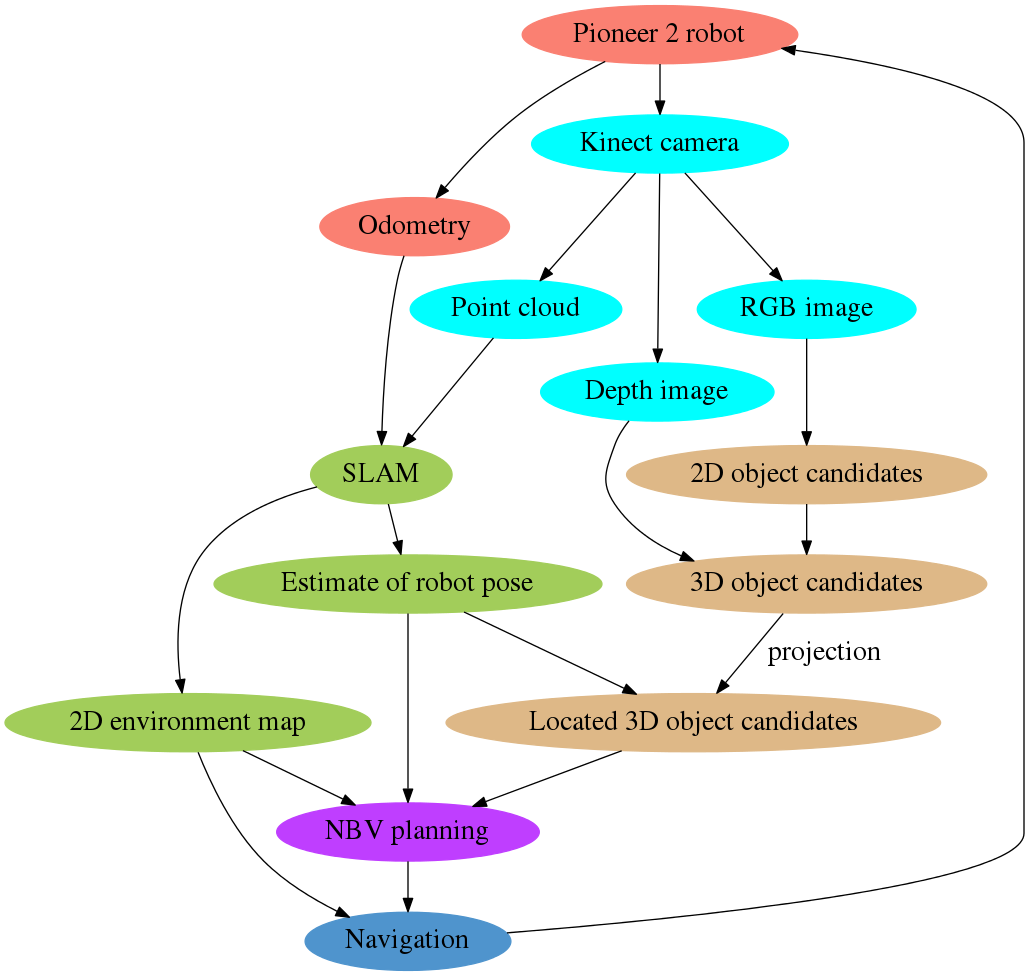 Pioneer 2 robot
Kinect camera
Odometry
Point cloud
RGB image
Depth image
SLAM
2D object candidates
Estimate of robot pose
3D object candidates
projection
2D environment map
Located 3D object candidates
NBV planning
Navigation